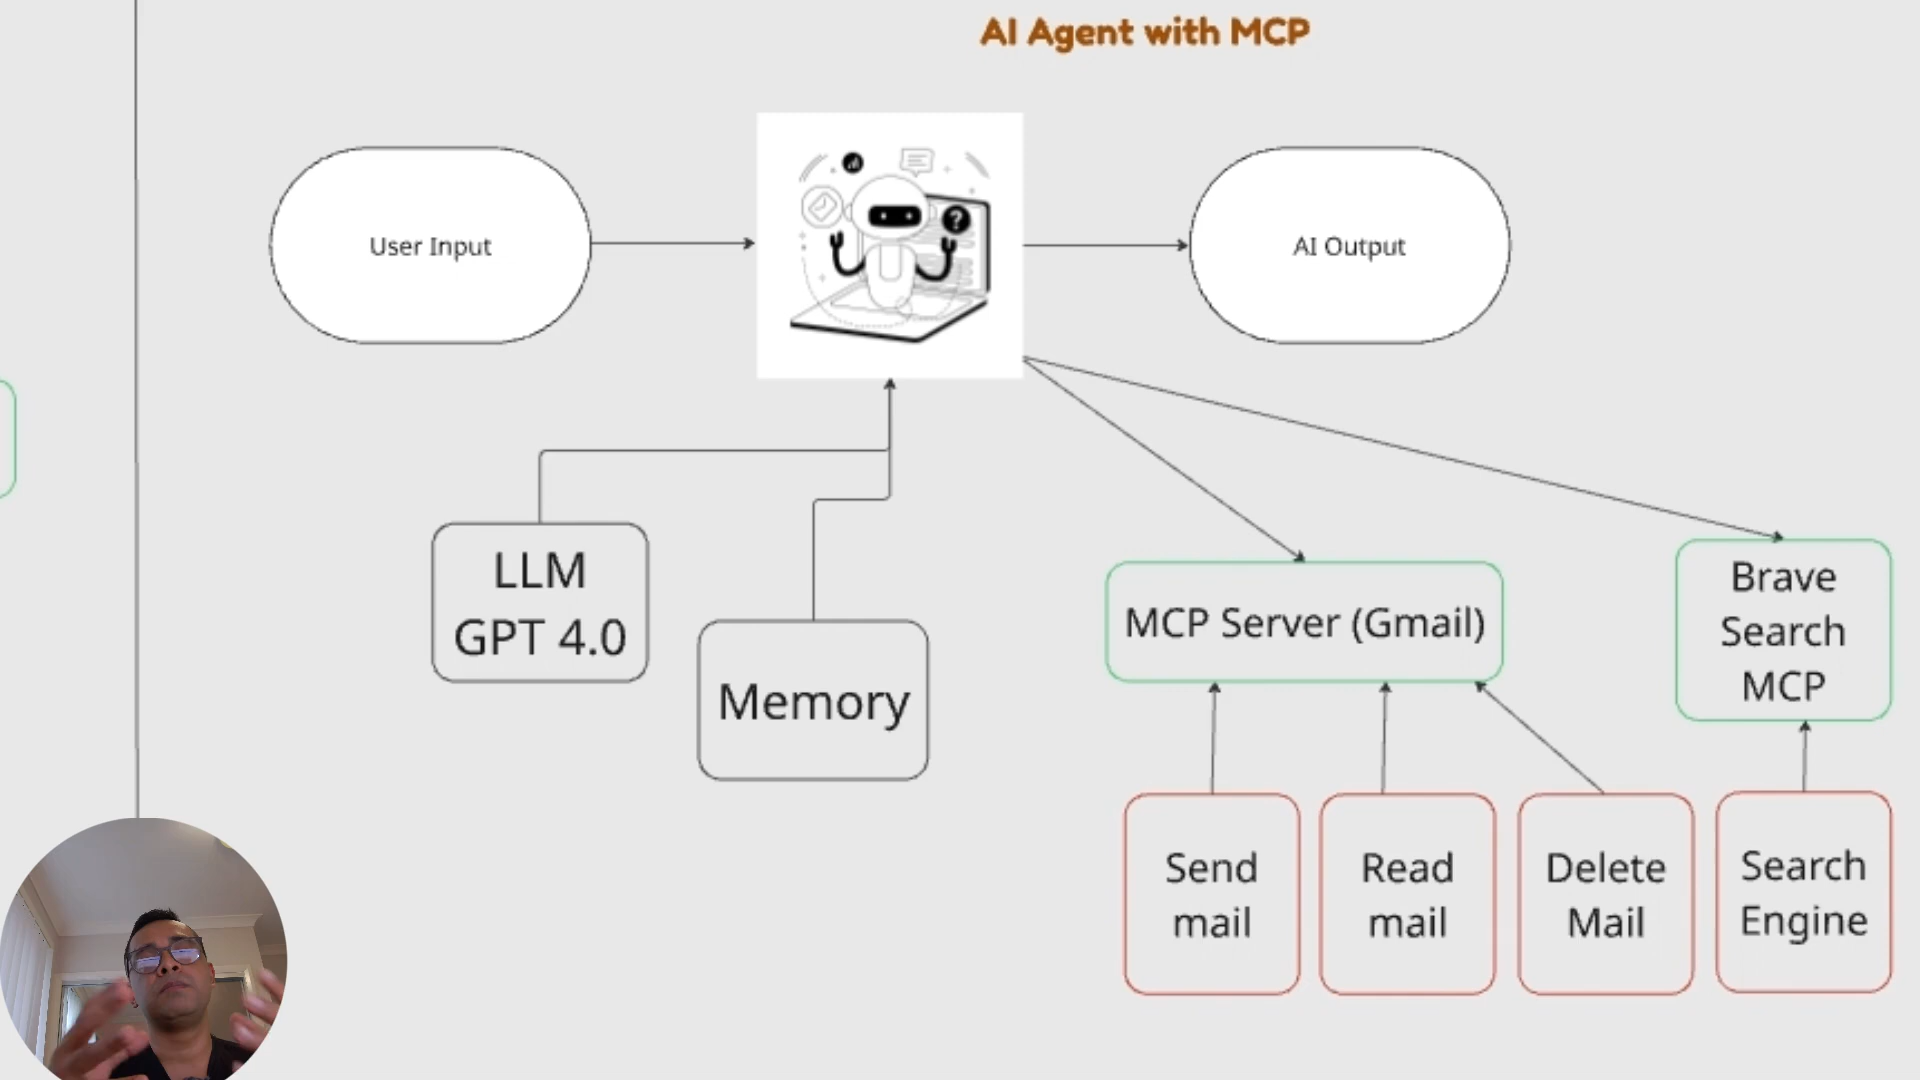 AI Agent with MCP
User Input
?
AI Output
LLM
GPT 4.0
Memory
MCP Server (Gmail)
Brave
Search
MCP
Send
mail
Read
mail
Delete
Mail
Search
Engine